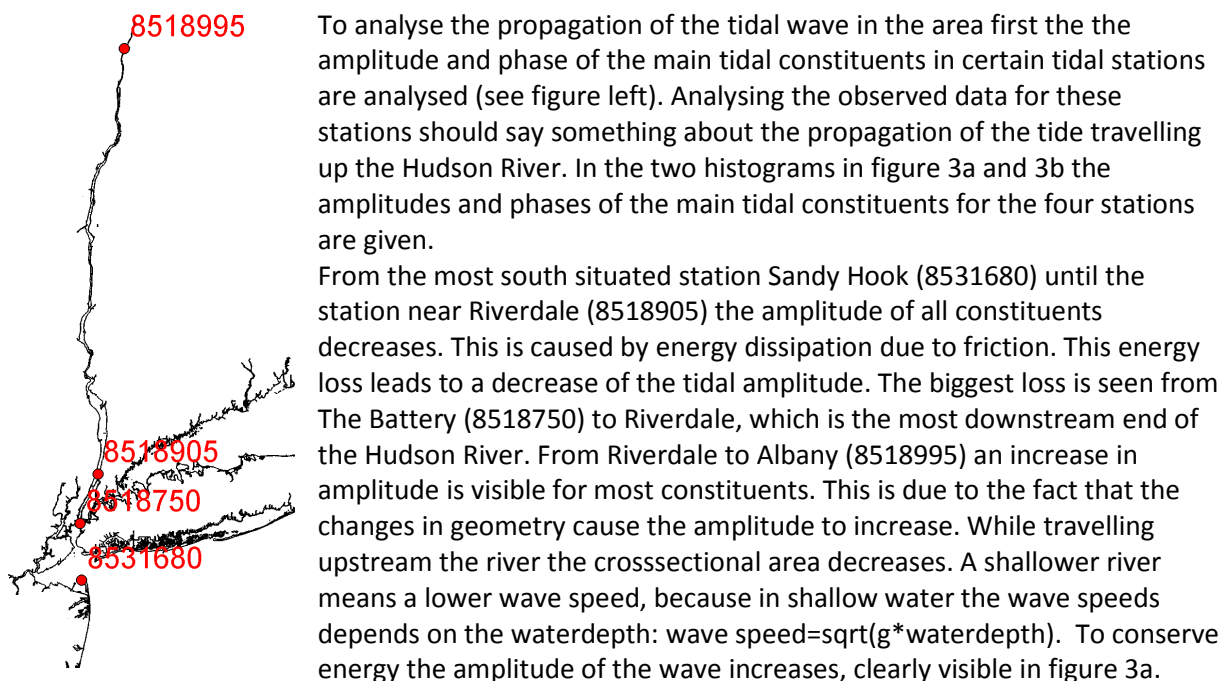 8518995
To analyse the propagation of the tidal wave in the area first the the
amplitude and phase of the main tidal constituents in certain tidal stations
are analysed (see figure left). Analysing the observed data for these
stations should say something about the propagation of the tide travelling
up the Hudson River. In the two histograms in figure 3a and 3b the
amplitudes and phases of the main tidal constituents for the four stations
are given.
From the most south situated station Sandy Hook (8531680) until the
station near Riverdale (8518905) the amplitude of all constituents
decreases. This is caused by energy dissipation due to friction. This energy
loss leads to a decrease of the tidal amplitude. The biggest loss is seen from
The Battery (8518750) to Riverdale, which is the most downstream end of
the Hudson River. From Riverdale to Albany (8518995) an increase in
amplitude is visible for most constituents. This is due to the fact that the
changes in geometry cause the amplitude to increase. While travelling
upstream the river the crosssectional area decreases. A shallower river
means a lower wave speed, because in shallow water the wave speeds
depends on the waterdepth: wave speed=sqrt(g*waterdepth).  To conserve
energy the amplitude of the wave increases, clearly visible in figure 3a.
8518905
8518750
8531680